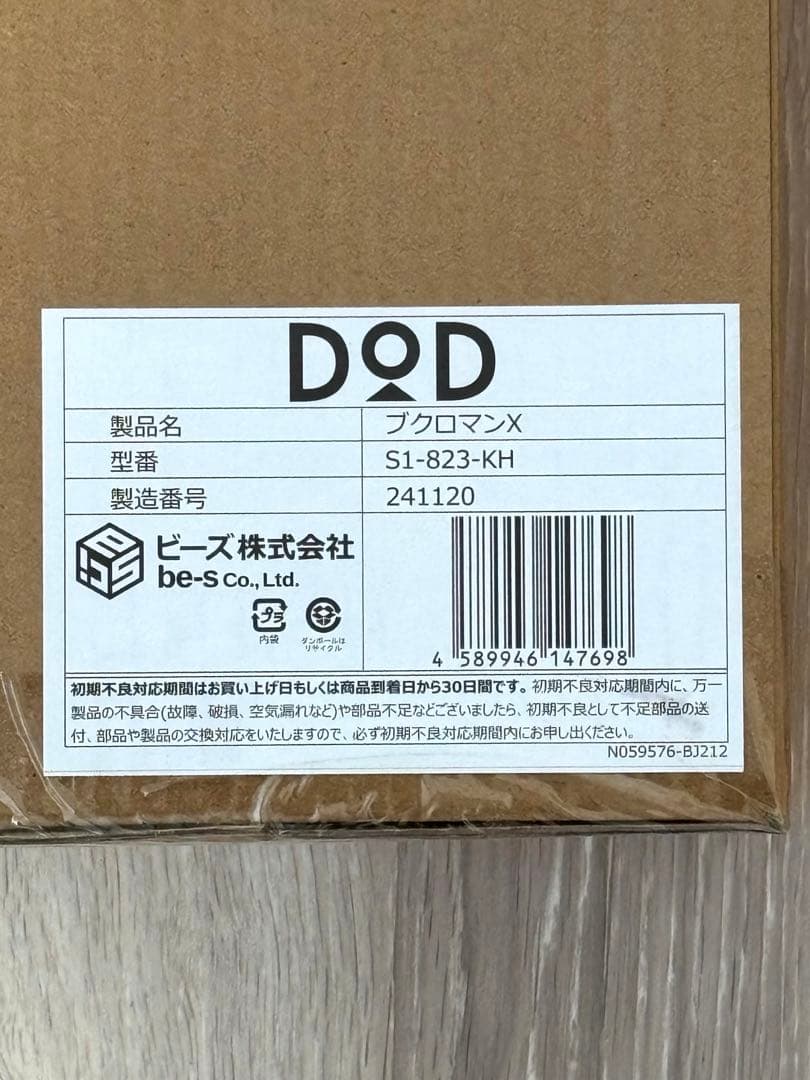 DOD
製品名 ブクロマンX
型番 S1-823-KH
製造番号 241120
ビーズ株式会社
be-s Co., Ltd.
プラ
内袋
ダンボールは
リサイクル
4 589946 147698
初期不良対応期間はお買い上げ日もしくは商品到着日から30日間です。初期不良対応期間内に、万一
製品の不具合(故障、破損、空気漏れなど)や部品不足などございましたら、初期不良として不足部品の送
付、部品や製品の交換対応をいたしますので、必ず初期不良対応期間内にお申し出ください。
N059576-BJ212